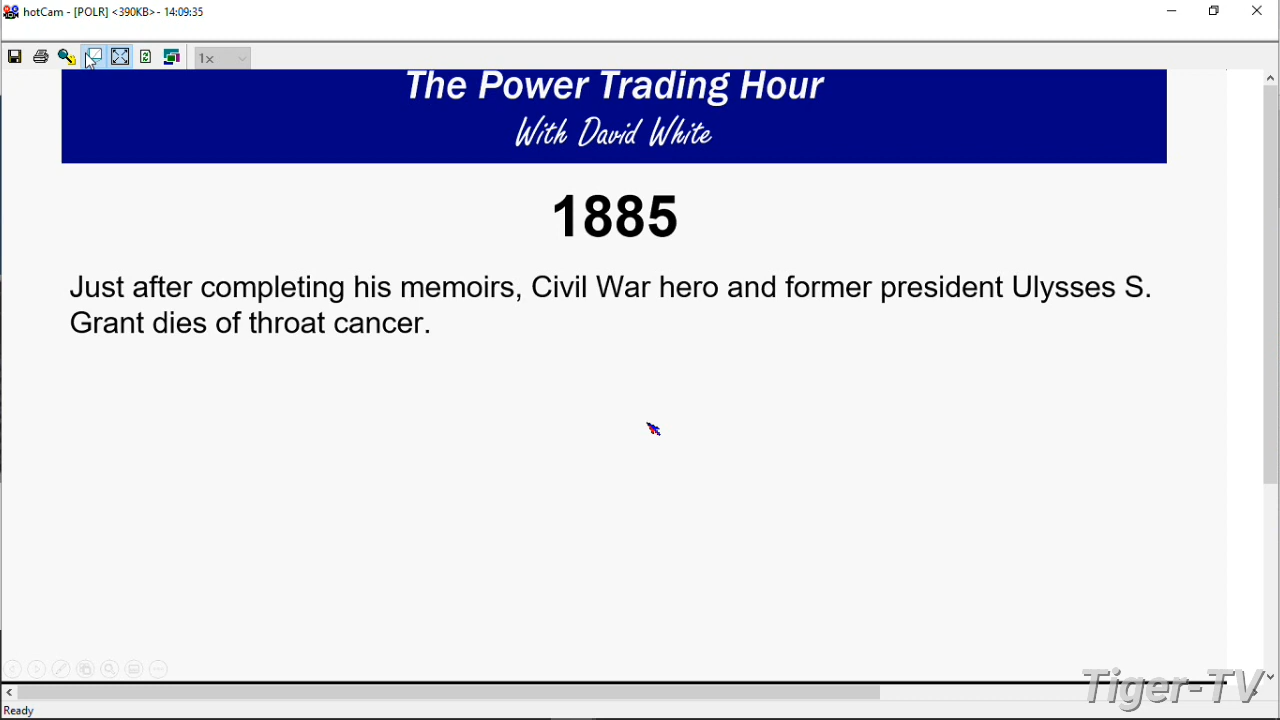 hotCam - [POLR] <390KB> - 14:09:35
1x
The Power Trading Hour
With David White
1885
Just after completing his memoirs, Civil War hero and former president Ulysses S.
Grant dies of throat cancer.
Tiger-TV
Ready